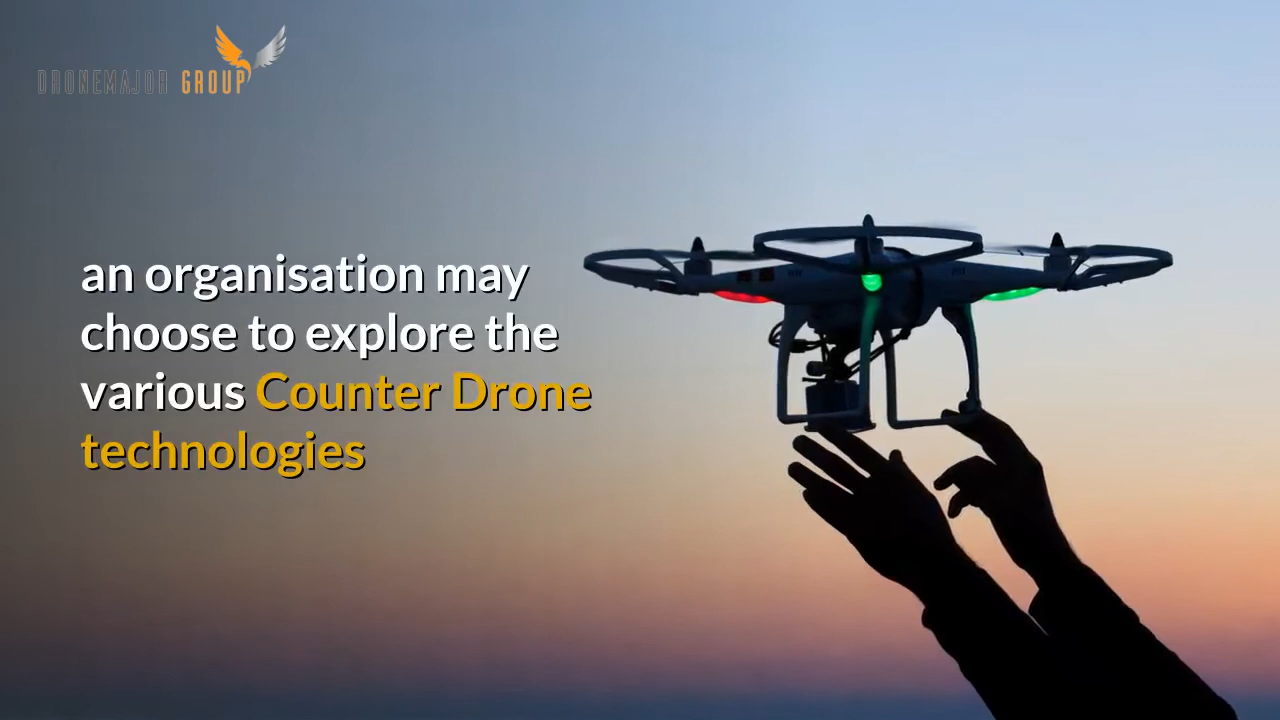 DRONEMAJOR GROUP
an organisation may
choose to explore the
various Counter Drone
technologies